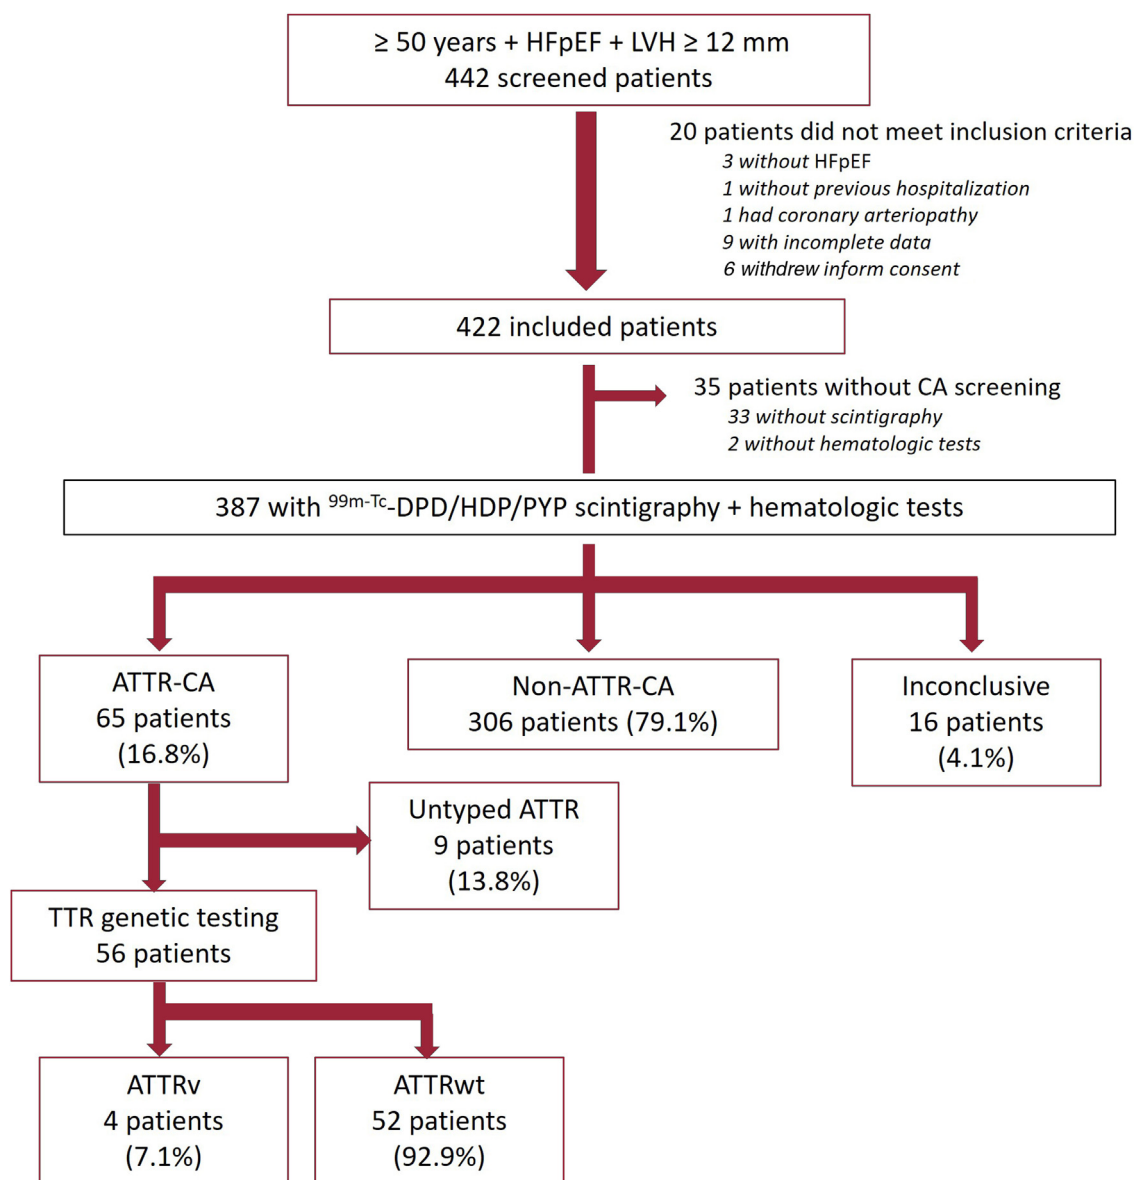 ≥ 50 years + HFpEF + LVH ≥ 12 mm
442 screened patients
20 patients did not meet inclusion criteria
3 without HFpEF
1 without previous hospitalization
1 had coronary arteriopathy
9 with incomplete data
6 withdrew inform consent
422 included patients
35 patients without CA screening
33 without scintigraphy
2 without hematologic tests
387 with 99m-Tc-DPD/HDP/PYP scintigraphy + hematologic tests
ATTR-CA
65 patients
(16.8%)
Non-ATTR-CA
306 patients (79.1%)
Inconclusive
16 patients
(4.1%)
Untyped ATTR
9 patients
(13.8%)
TTR genetic testing
56 patients
ATTRv
4 patients
(7.1%)
ATTRwt
52 patients
(92.9%)